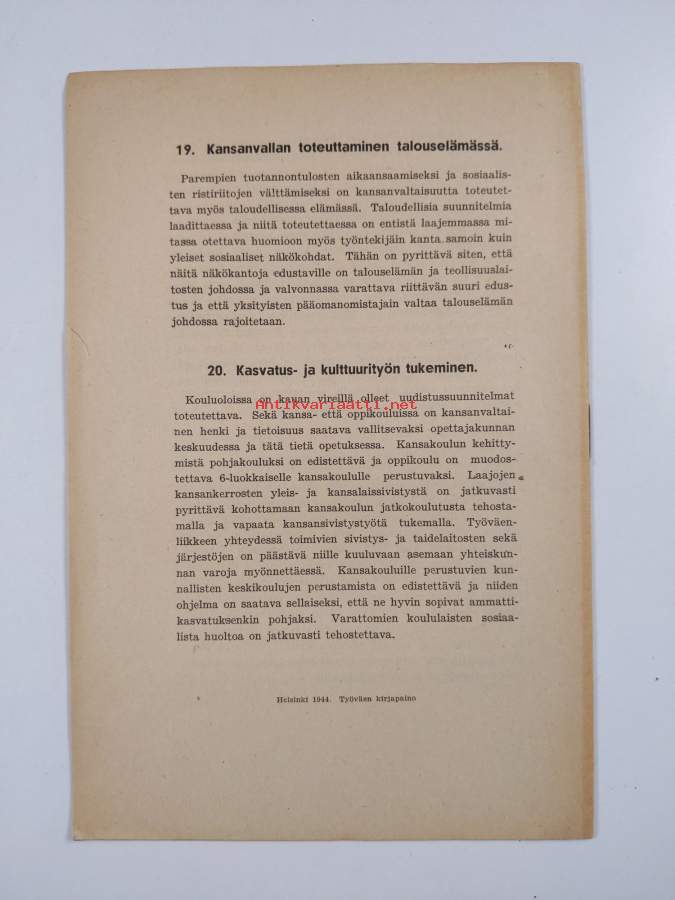 19. Kansanvallan toteuttaminen talouselämässä.
Parempien tuotannontulosten aikaansaamiseksi ja sosiaalis-
ten ristiriitojen välttämiseksi on kansanvaltaisuutta toteutet-
tava myös taloudellisessa elämässä. Taloudellisia suunnitelmia
laadittaessa ja niitä toteutettaessa on entistä laajemmassa mi-
tassa otettava huomioon myös työntekijäin kanta samoin kuin
yleiset sosiaaliset näkökohdat. Tähän on pyrittävä siten, että
näitä näkökantoja edustaville on talouselämän ja teollisuuslai-
tosten johdossa ja valvonnassa varattava riittävän suuri edus-
tus ja että yksityisten pääomanomistajain valtaa talouselämän
johdossa rajoitetaan.
20. Kasvatus- ja kulttuurityön tukeminen.
Kouluoloissa on kauan vireillä olleet uudistussuunnitelmat
Antikvariaatti.net
toteutettava. Sekä kansa- että oppikouluissa on kansanvaltai-
nen henki ja tietoisuus saatava vallitsevaksi opettajakunnan
keskuudessa ja tätä tietä opetuksessa. Kansakoulun kehitty-
mistä pohjakouluksi on edistettävä ja oppikoulu on muodos-
tettava 6-luokkaiselle kansakoululle perustuvaksi. Laajojen
kansankerrosten yleis- ja kansalaissivistystä on jatkuvasti
pyrittävä kohottamaan kansakoulun jatkokoulutusta tehosta-
malla ja vapaata kansansivistystyötä tukemalla. Työväen-
liikkeen yhteydessä toimivien sivistys- ja taidelaitosten sekä
järjestöjen on päästävä niille kuuluvaan asemaan yhteiskun-
nan varoja myönnettäessä. Kansakouluille perustuvien kun-
nallisten keskikoulujen perustamista on edistettävä ja niiden
ohjelma on saatava sellaiseksi, että ne hyvin sopivat ammatti-
kasvatuksenkin pohjaksi. Varattomien koululaisten sosiaa-
lista huoltoa on jatkuvasti tehostettava.
Helsinki 1944. Työväen kirjapaino